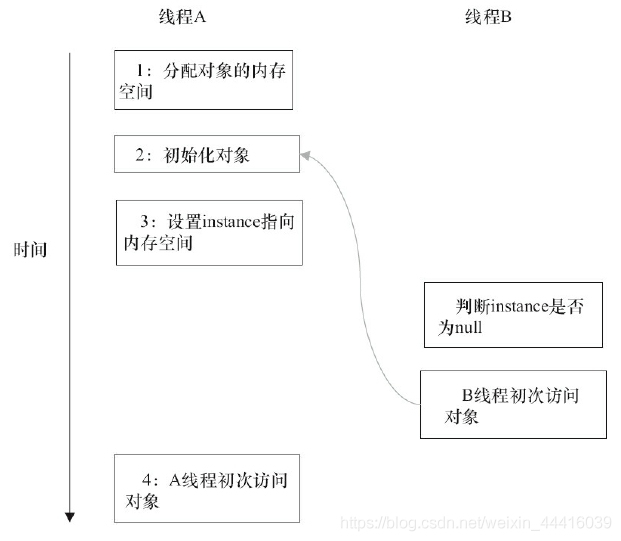 线程A
线程B
1：分配对象的内存
空间
2：初始化对象
3：设置instance指向
内存空间
时间
判断instance是否
为null
B线程初次访问
对象
4：A线程初次访问
对象
https://blog.csdn.net/weixin_44416039